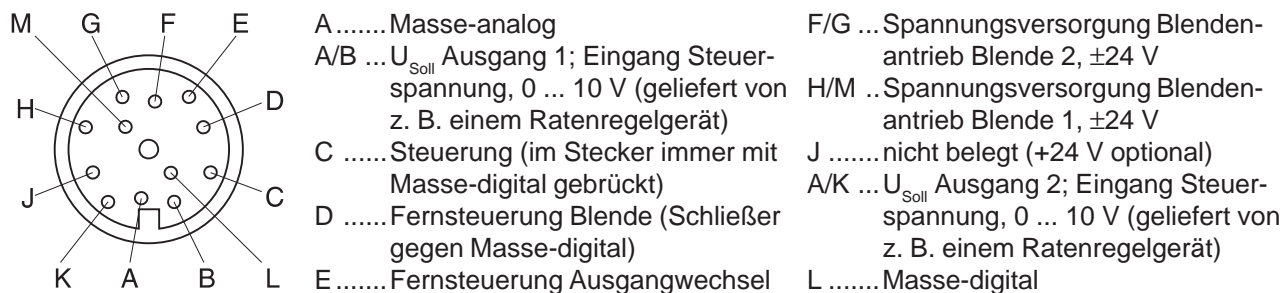 M G F E
H D
J C
K A B L
A.......Masse-analog
A/B ...U_Soll Ausgang 1; Eingang Steuer-
spannung, 0 ... 10 V (geliefert von
z. B. einem Ratenregelgerät)
C ......Steuerung (im Stecker immer mit
Masse-digital gebrückt)
D ......Fernsteuerung Blende (Schließer
gegen Masse-digital)
E.......Fernsteuerung Ausgangwechsel
F/G ...Spannungsversorgung Blenden-
antrieb Blende 2, ±24 V
H/M ..Spannungsversorgung Blenden-
antrieb Blende 1, ±24 V
J .......nicht belegt (+24 V optional)
A/K ...U_Soll Ausgang 2; Eingang Steuer-
spannung, 0 ... 10 V (geliefert von
z. B. einem Ratenregelgerät)
L .......Masse-digital